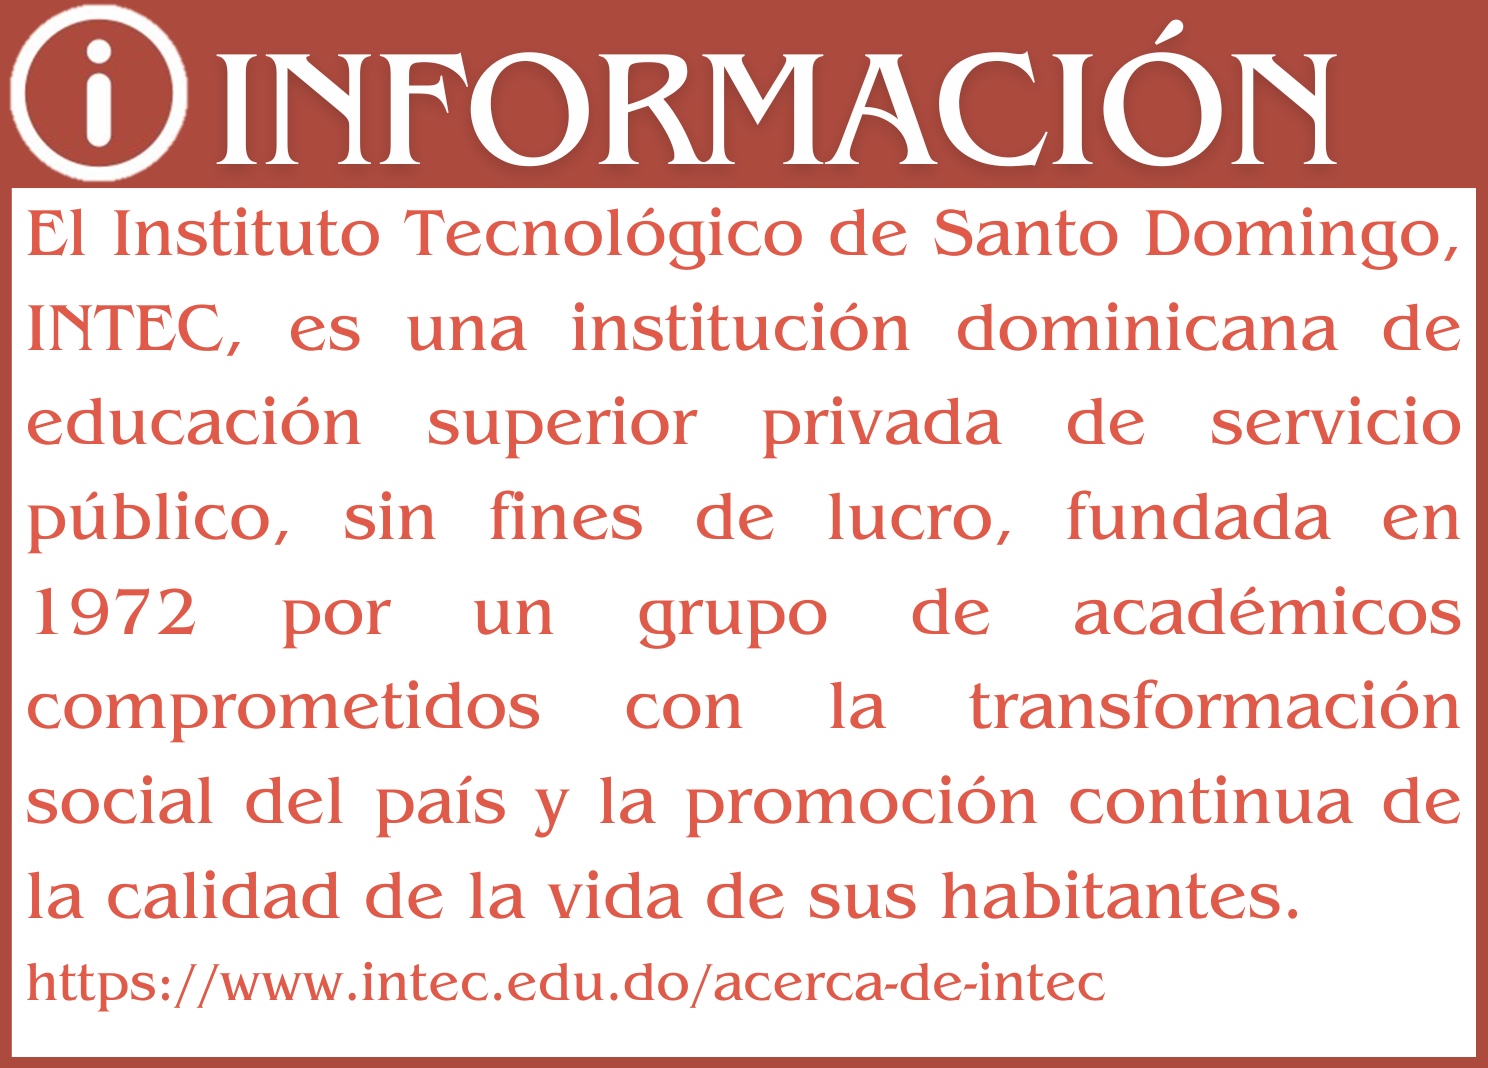 INFORMACIÓN
El Instituto Tecnológico de Santo Domingo,
INTEC, es una institución dominicana de
educación superior privada de servicio
público, sin fines de lucro, fundada en
1972 por un grupo de académicos
comprometidos con la transformación
social del país y la promoción continua de
la calidad de la vida de sus habitantes.
https://www.intec.edu.do/acerca-de-intec